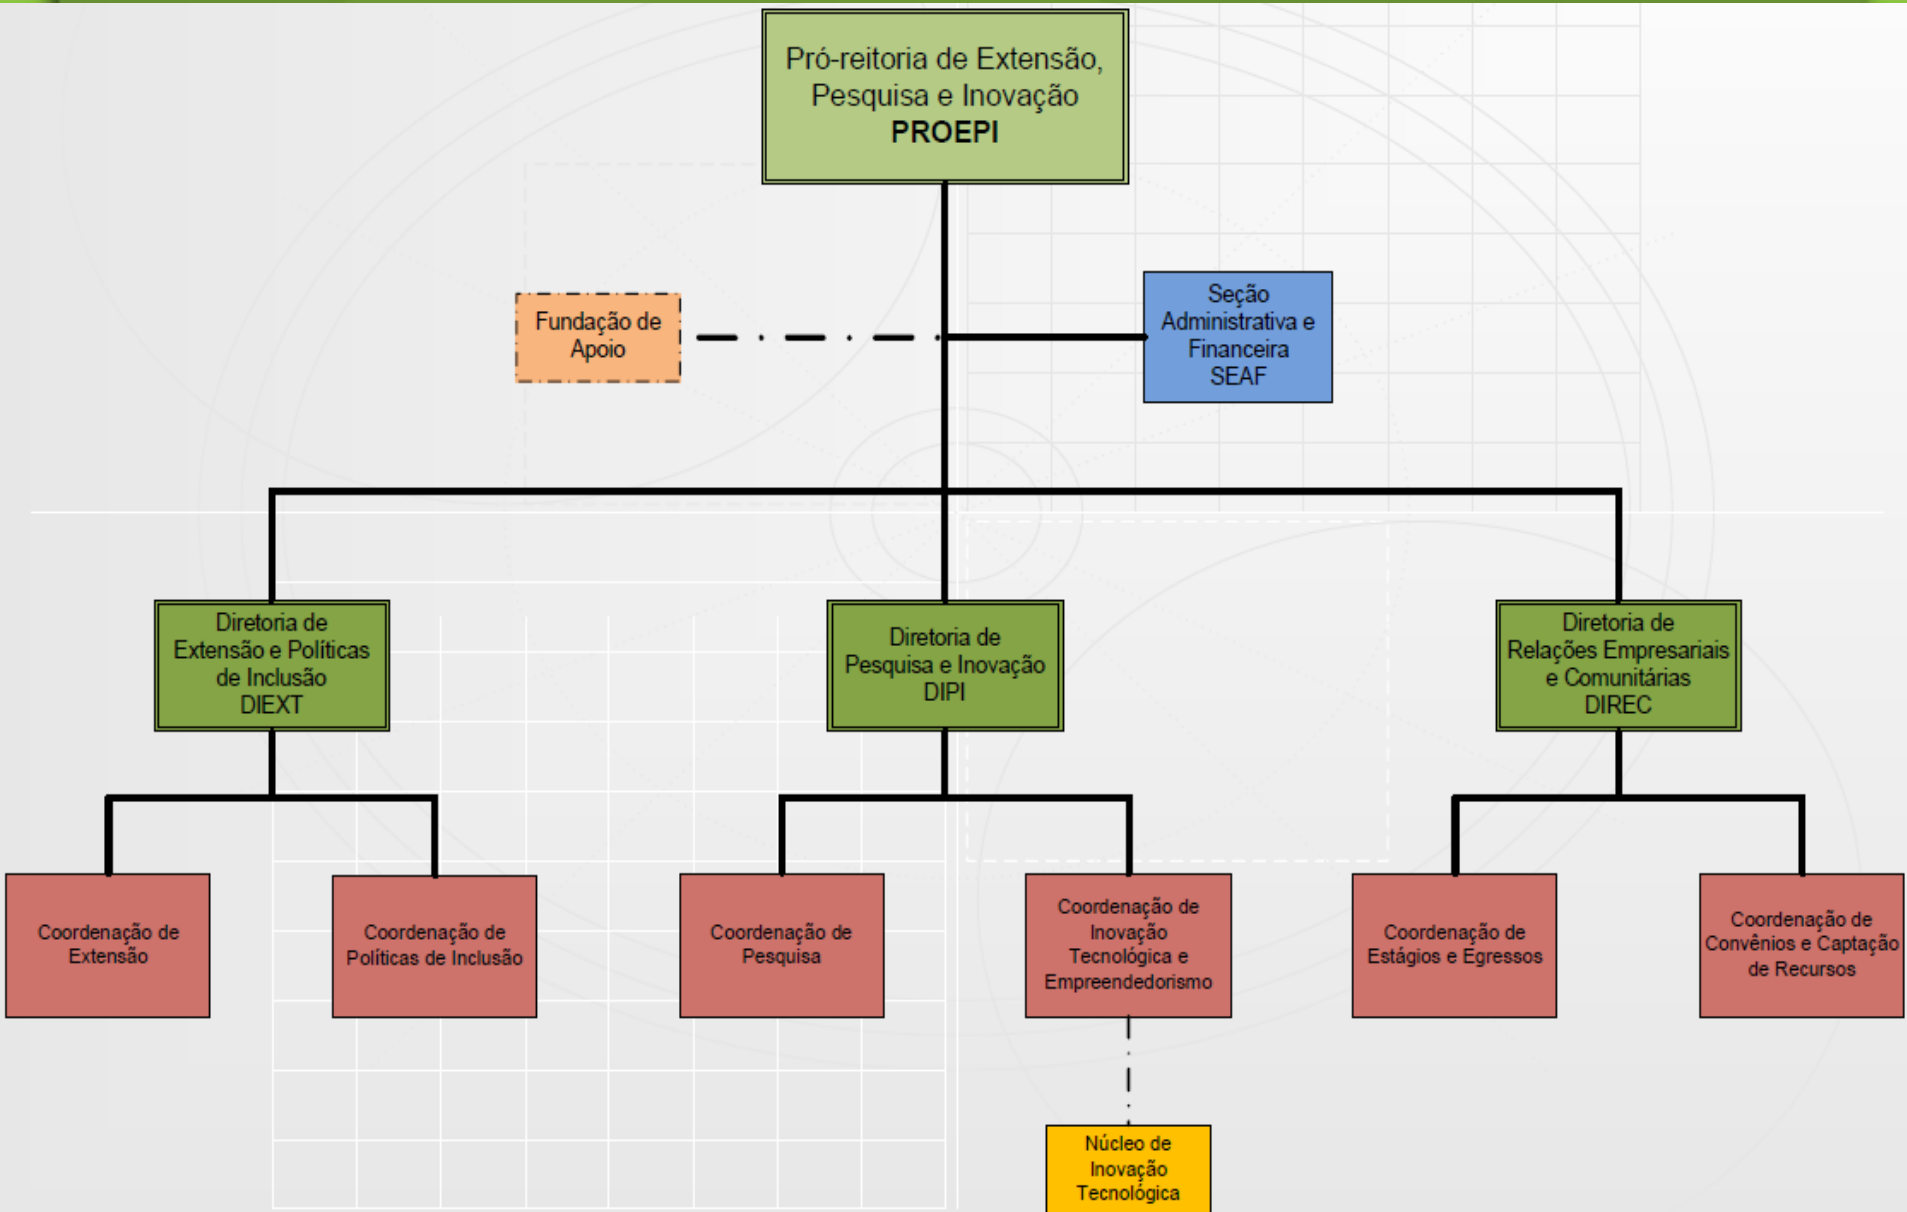 Pró-reitoria de Extensão,
Pesquisa e Inovação
PROEPI
Fundação de
Apoio
Seção
Administrativa e
Financeira
SEAF
Diretoria de
Extensão e Políticas
de Inclusão
DIEXT
Diretoria de
Pesquisa e Inovação
DIPI
Diretoria de
Relações Empresariais
e Comunitárias
DIREC
Coordenação de
Extensão
Coordenação de
Políticas de Inclusão
Coordenação de
Pesquisa
Coordenação de
Inovação
Tecnológica e
Empreendedorismo
Coordenação de
Estágios e Egressos
Coordenação de
Convênios e Captação
de Recursos
Núcleo de
Inovação
Tecnológica